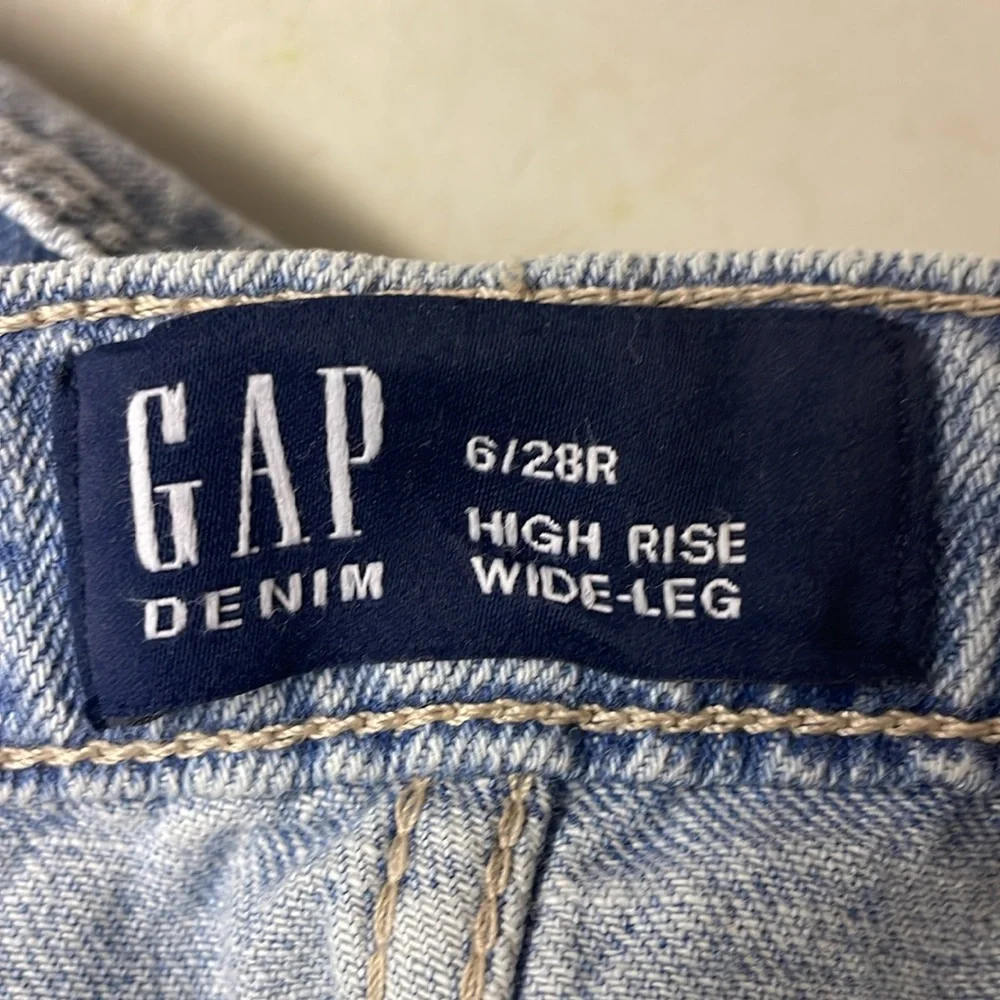 GAP
DENIM
6/28R
HIGH RISE
WIDE-LEG